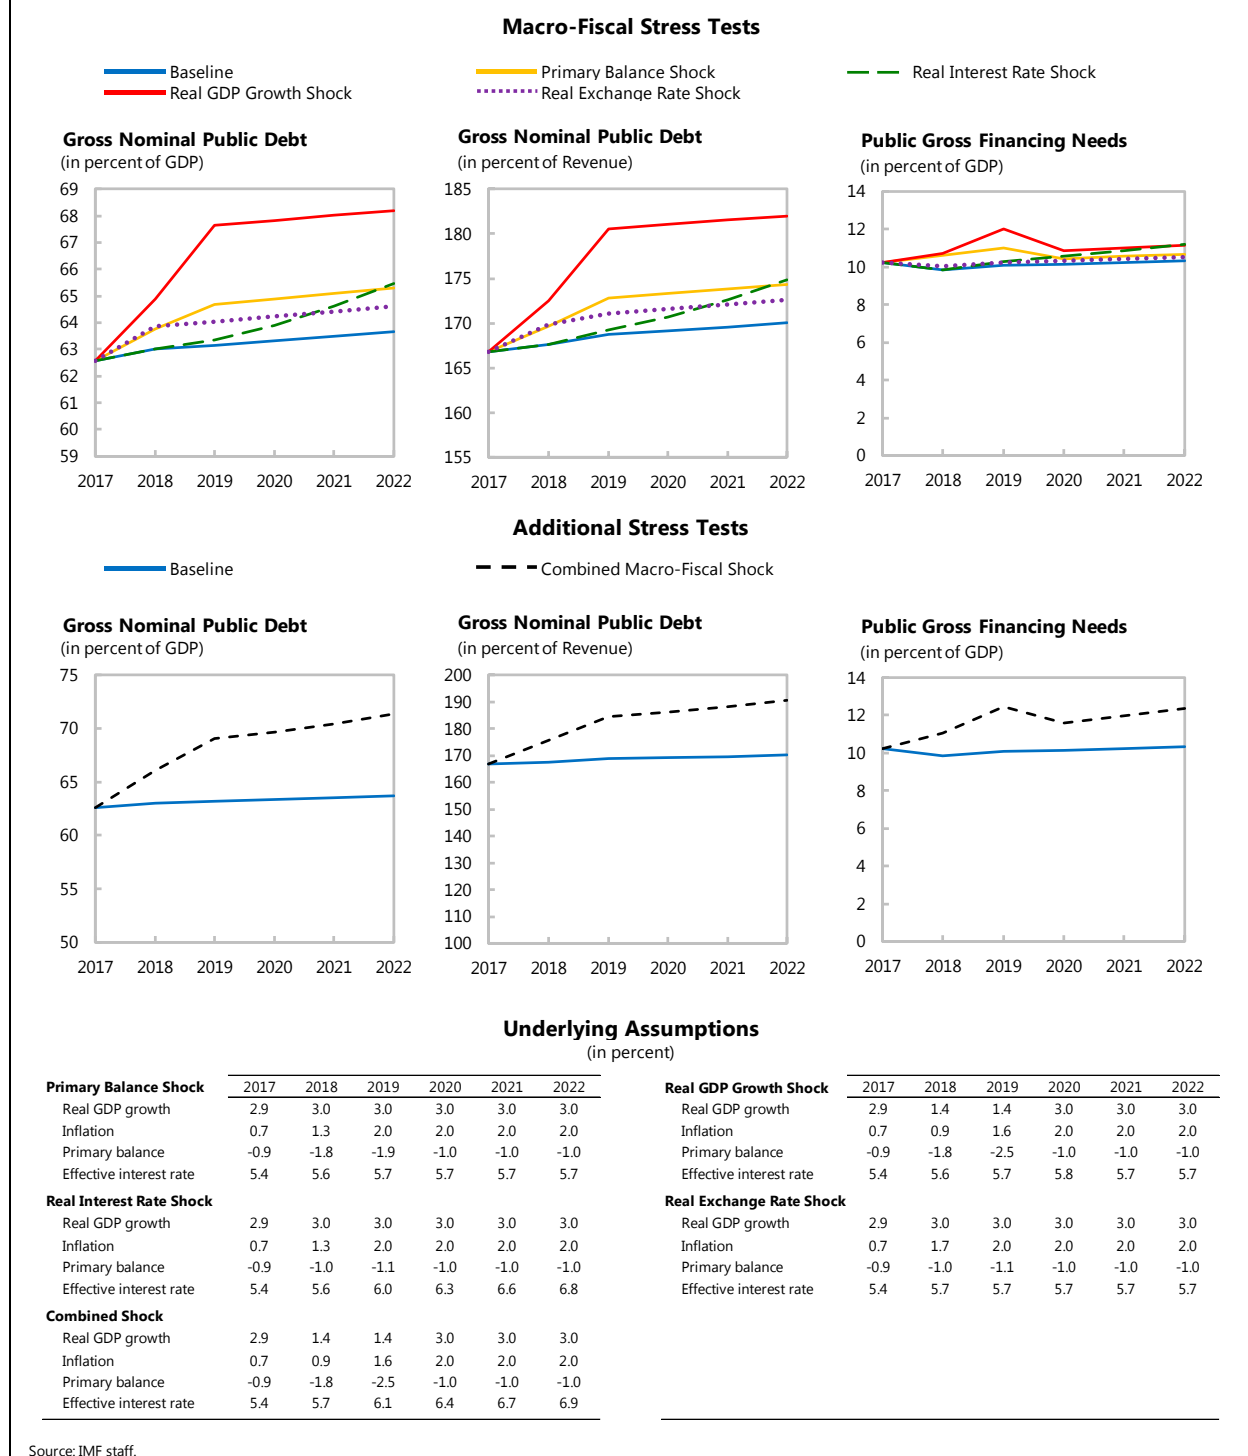 Macro-Fiscal Stress Tests
Baseline
Primary Balance Shock
Real Interest Rate Shock
Real GDP Growth Shock
Real Exchange Rate Shock
Gross Nominal Public Debt
(in percent of GDP)
69
68
67
66
65
64
63
62
61
60
59
2017 2018 2019 2020 2021 2022
Gross Nominal Public Debt
(in percent of Revenue)
185
180
175
170
165
160
155
2017 2018 2019 2020 2021 2022
Public Gross Financing Needs
(in percent of GDP)
14
12
10
8
6
4
2
0
2017 2018 2019 2020 2021 2022
Additional Stress Tests
Baseline
Combined Macro-Fiscal Shock
Gross Nominal Public Debt
(in percent of GDP)
75
70
65
60
55
50
2017 2018 2019 2020 2021 2022
Gross Nominal Public Debt
(in percent of Revenue)
200
190
180
170
160
150
140
130
120
110
100
2017 2018 2019 2020 2021 2022
Public Gross Financing Needs
(in percent of GDP)
14
12
10
8
6
4
2
0
2017 2018 2019 2020 2021 2022
Underlying Assumptions
(in percent)
Primary Balance Shock 2017 2018 2019 2020 2021 2022
Real GDP growth 2.9 3.0 3.0 3.0 3.0 3.0
Inflation 0.7 1.3 2.0 2.0 2.0 2.0
Primary balance -0.9 -1.8 -1.9 -1.0 -1.0 -1.0
Effective interest rate 5.4 5.6 5.7 5.7 5.7 5.7
Real Interest Rate Shock
Real GDP growth 2.9 3.0 3.0 3.0 3.0 3.0
Inflation 0.7 1.3 2.0 2.0 2.0 2.0
Primary balance -0.9 -1.0 -1.1 -1.0 -1.0 -1.0
Effective interest rate 5.4 5.6 6.0 6.3 6.6 6.8
Combined Shock
Real GDP growth 2.9 1.4 1.4 3.0 3.0 3.0
Inflation 0.7 0.9 1.6 2.0 2.0 2.0
Primary balance -0.9 -1.8 -2.5 -1.0 -1.0 -1.0
Effective interest rate 5.4 5.7 6.1 6.4 6.7 6.9
Real GDP Growth Shock 2017 2018 2019 2020 2021 2022
Real GDP growth 2.9 1.4 1.4 3.0 3.0 3.0
Inflation 0.7 0.9 1.6 2.0 2.0 2.0
Primary balance -0.9 -1.8 -2.5 -1.0 -1.0 -1.0
Effective interest rate 5.4 5.6 5.7 5.8 5.7 5.7
Real Exchange Rate Shock
Real GDP growth 2.9 3.0 3.0 3.0 3.0 3.0
Inflation 0.7 1.7 2.0 2.0 2.0 2.0
Primary balance -0.9 -1.0 -1.1 -1.0 -1.0 -1.0
Effective interest rate 5.4 5.7 5.7 5.7 5.7 5.7
Source: IMF staff.